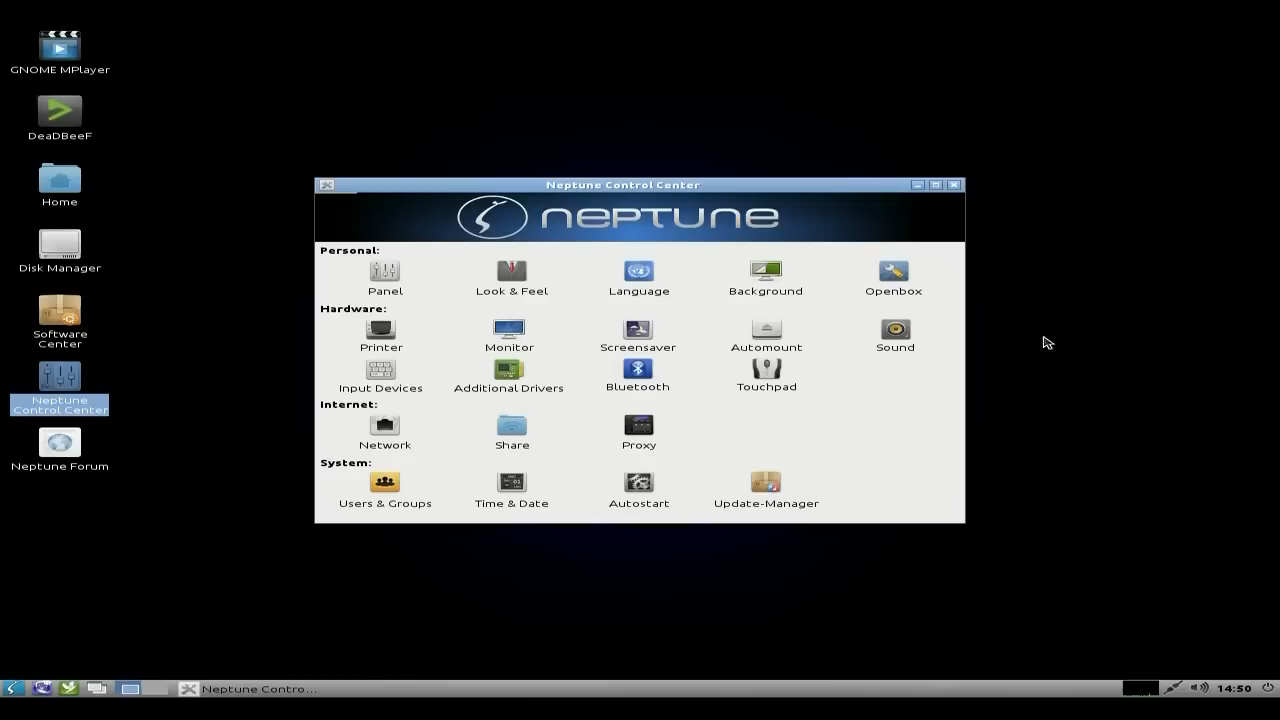 GNOME MPlayer
DeaDBeeF
Home
Disk Manager
Software
Center
Neptune
Control Center
Neptune Forum
Neptune Control Center
NEPTUNE
Personal:
Panel
Look & Feel
Language
Background
Openbox
Hardware:
Printer
Monitor
Screensaver
Automount
Sound
Input Devices
Additional Drivers
Bluetooth
Touchpad
Internet:
Network
Share
Proxy
System:
Users & Groups
Time & Date
Autostart
Update-Manager
Neptune Contro...
14:50